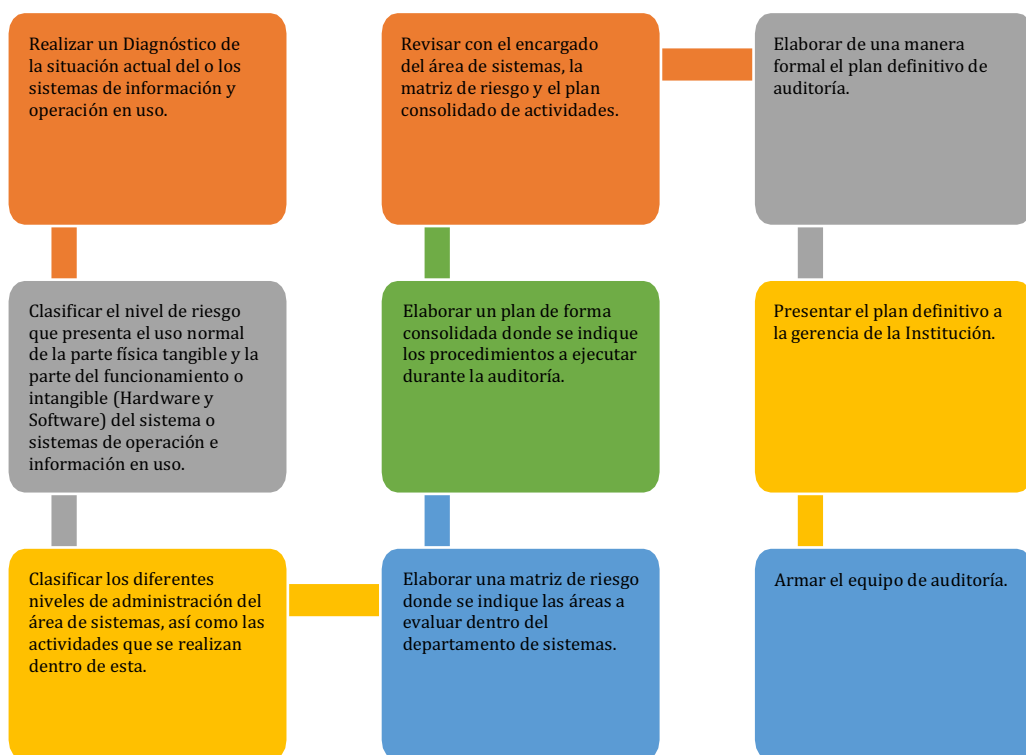 Realizar un Diagnóstico de
la situación actual del o los
sistemas de información y
operación en uso.
Clasificar el nivel de riesgo
que presenta el uso normal
de la parte física tangible y la
parte del funcionamiento o
intangible (Hardware y
Software) del sistema o
sistemas de operación e
información en uso.
Clasificar los diferentes
niveles de administración del
área de sistemas, así como las
actividades que se realizan
dentro de esta.
Elaborar una matriz de riesgo
donde se indique las áreas a
evaluar dentro del
departamento de sistemas.
Elaborar un plan de forma
consolidada donde se indique
los procedimientos a ejecutar
durante la auditoría.
Revisar con el encargado
del área de sistemas, la
matriz de riesgo y el plan
consolidado de actividades.
Elaborar de una manera
formal el plan definitivo de
auditoría.
Presentar el plan definitivo a
la gerencia de la Institución.
Armar el equipo de auditoría.